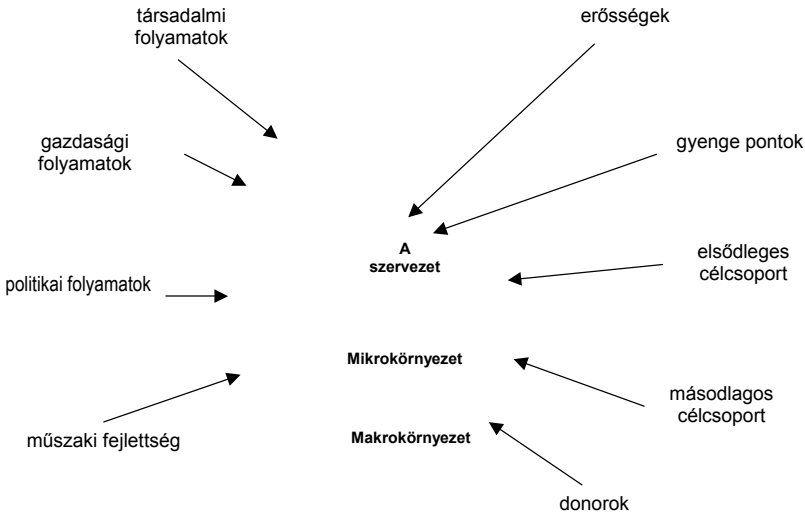 társadalmi
folyamatok
erősségek
gazdasági
folyamatok
gyenge pontok
A
szervezet
elsődleges
célcsoport
politikai folyamatok
Mikrokörnyezet
másodlagos
célcsoport
műszaki fejlettség
Makrokörnyezet
donorok